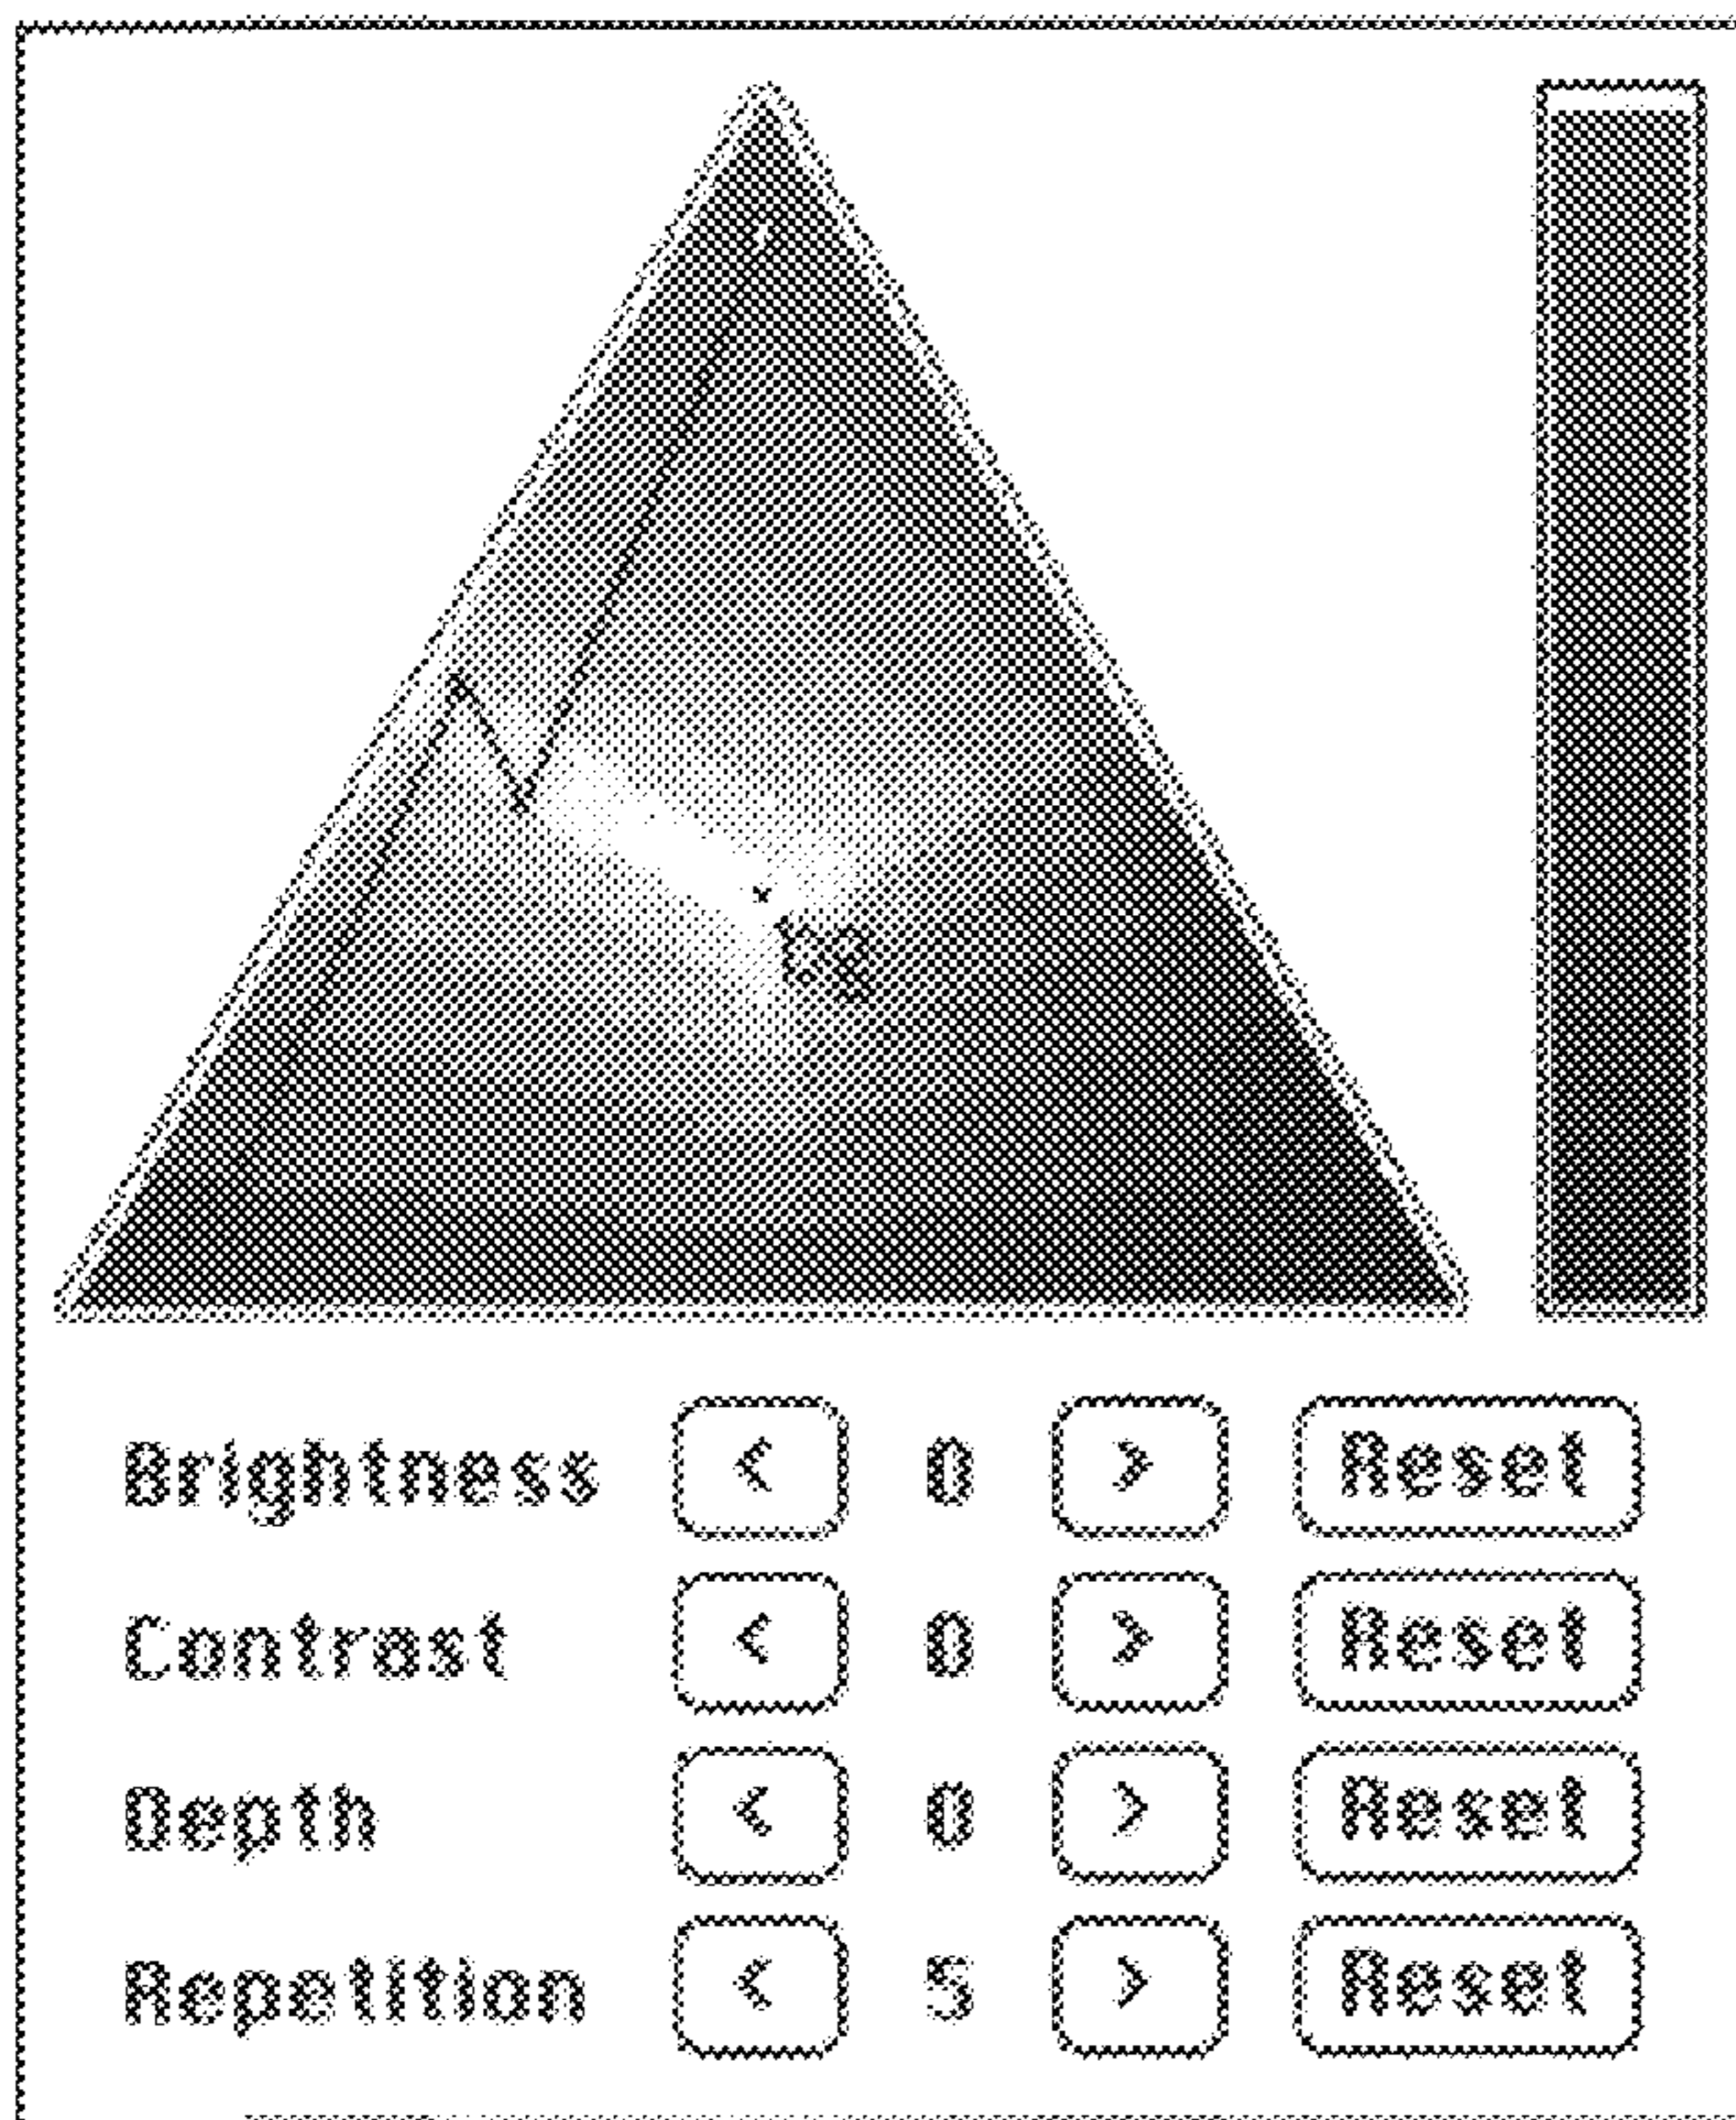 Brightness < 0 > Reset
Contrast < 0 > Reset
Depth < 0 > Reset
Repetition < 5 > Reset